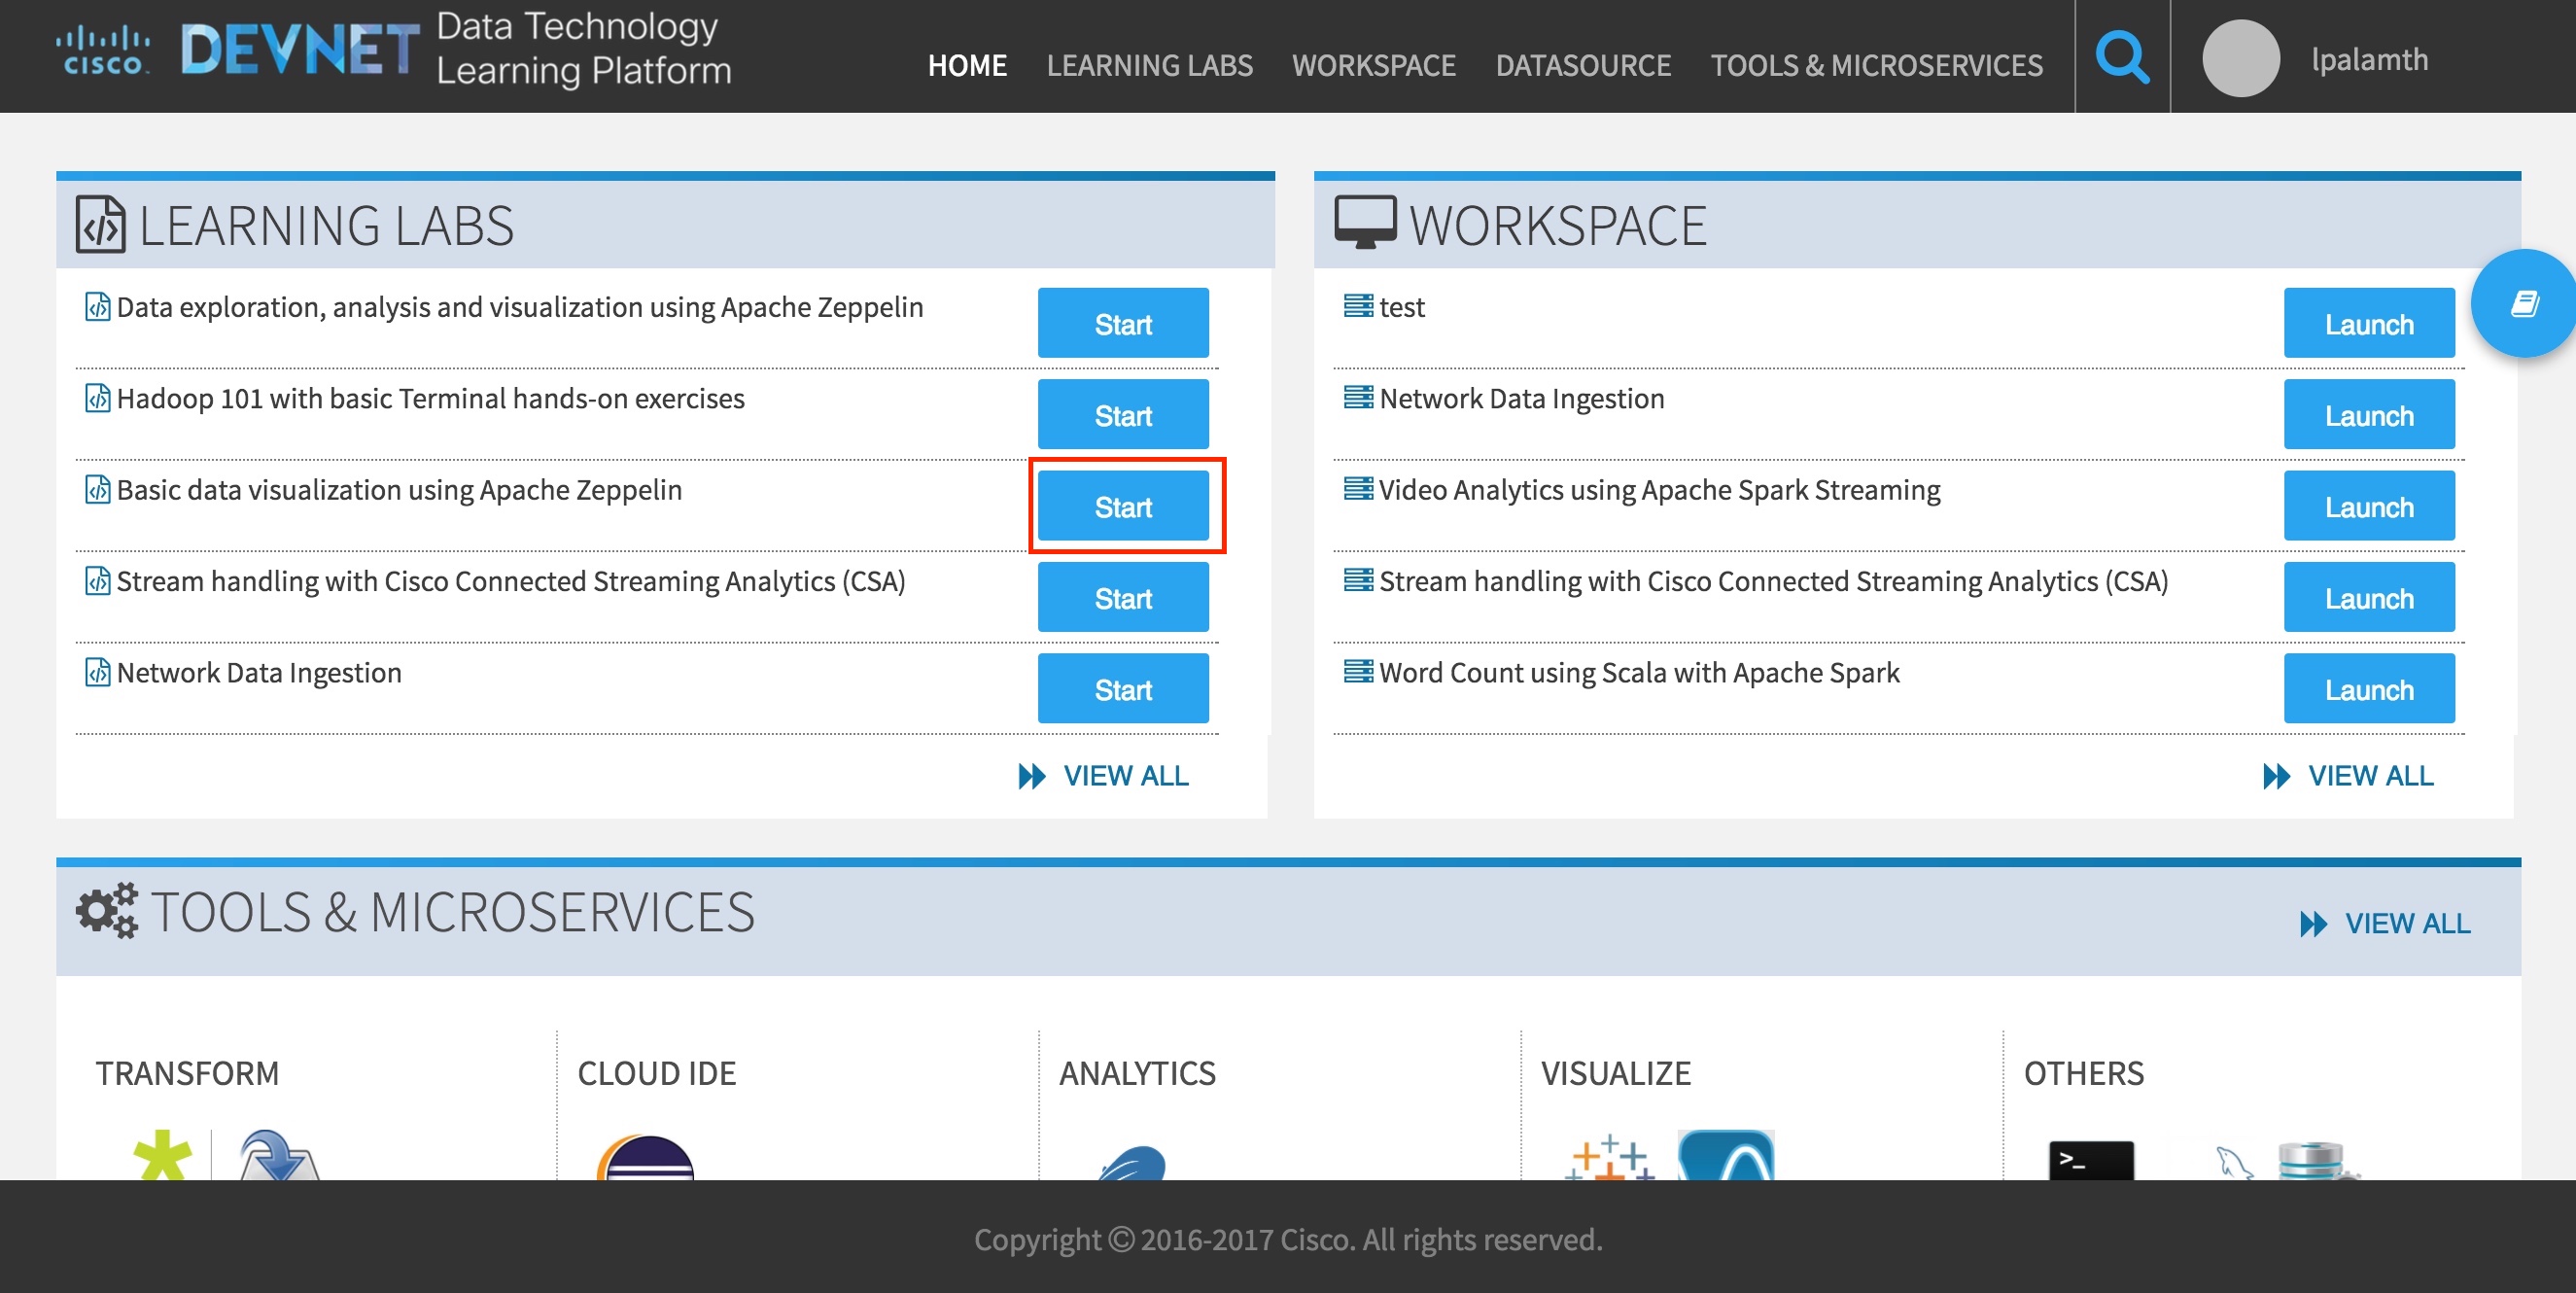 CISCO DEVNET Data Technology Learning Platform
HOME LEARNING LABS WORKSPACE DATASOURCE TOOLS & MICROSERVICES lpalamth
LEARNING LABS
Data exploration, analysis and visualization using Apache Zeppelin Start
Hadoop 101 with basic Terminal hands-on exercises Start
Basic data visualization using Apache Zeppelin Start
Stream handling with Cisco Connected Streaming Analytics (CSA) Start
Network Data Ingestion Start
VIEW ALL
WORKSPACE
test Launch
Network Data Ingestion Launch
Video Analytics using Apache Spark Streaming Launch
Stream handling with Cisco Connected Streaming Analytics (CSA) Launch
Word Count using Scala with Apache Spark Launch
VIEW ALL
TOOLS & MICROSERVICES VIEW ALL
TRANSFORM CLOUD IDE ANALYTICS VISUALIZE OTHERS
>_
Copyright © 2016-2017 Cisco. All rights reserved.